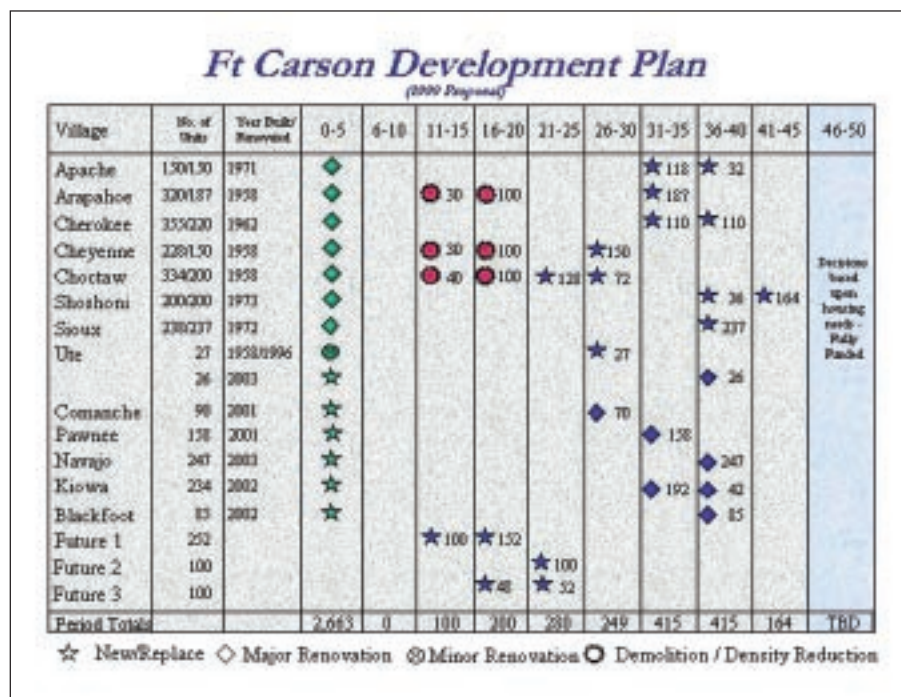 Ft Carson Development Plan
(1999 Proposal)
Village No. of Units Year Built/ Renovated 0-5 6-10 11-15 16-20 21-25 26-30 31-35 36-40 41-45 46-50
Apache 150/150 1971 118 32
Arapahoe 320/187 1958 30 100 187
Cherokee 355/220 1962 110 110
Cheyenne 228/150 1958 30 100 150
Choctaw 334/200 1958 40 100 128 72
Shoshoni 200/200 1973 36 164
Sioux 238/237 1972 237
Ute 27 1958/1996 27
26 2003 26
Comanche 2001 70
Pawnee 158 2001 158
Navajo 247 2003 247
Kiowa 234 2002 192 42
Blackfoot 85 2002 85
Future 1 252 100 152
Future 2 100 100
Future 3 100 48 52
Decisions
based
upon
housing
needs -
Fully
Funded
Period Totals 2,663 0 100 200 280 249 415 415 164 TBD
New/Replace Major Renovation Minor Renovation Demolition / Density Reduction